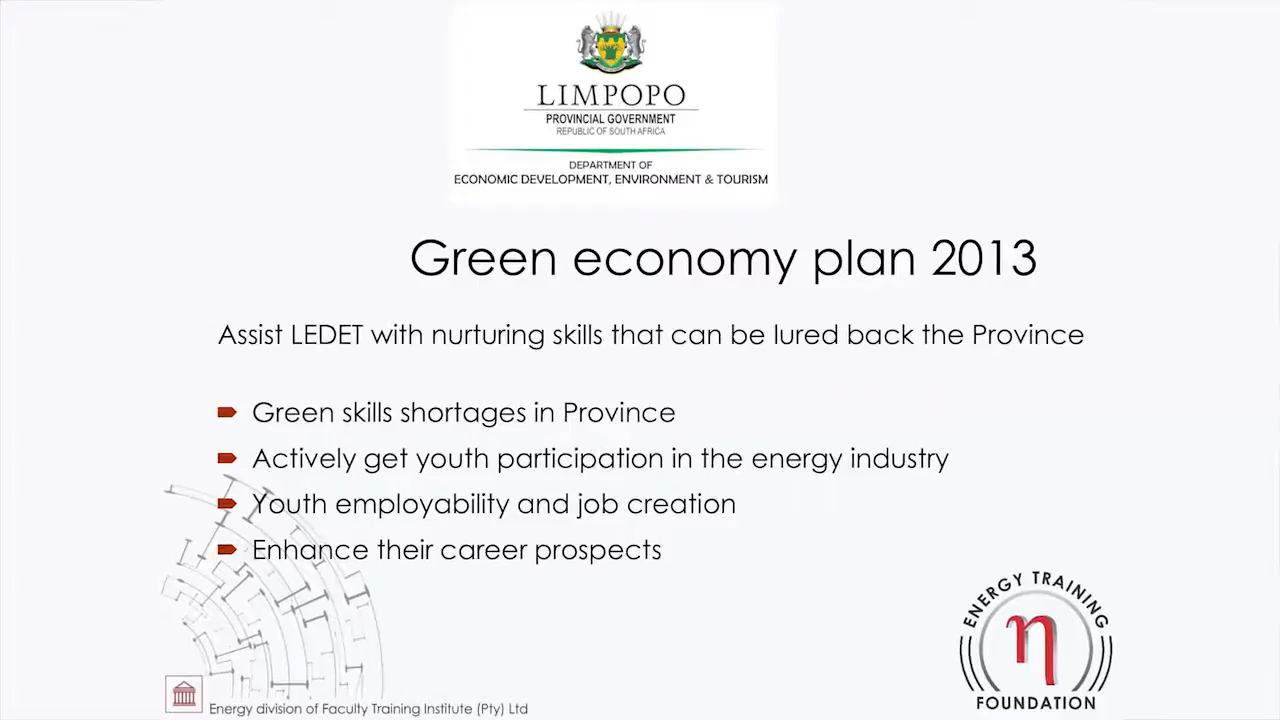 LIMPOPO
PROVINCIAL GOVERNMENT
REPUBLIC OF SOUTH AFRICA
DEPARTMENT OF
ECONOMIC DEVELOPMENT, ENVIRONMENT & TOURISM
Green economy plan 2013
Assist LEDET with nurturing skills that can be lured back the Province
Green skills shortages in Province
Actively get youth participation in the energy industry
Youth employability and job creation
Enhance their career prospects
ENERGY TRAINING
η
FOUNDATION
Energy division of Faculty Training Institute (Pty) Ltd